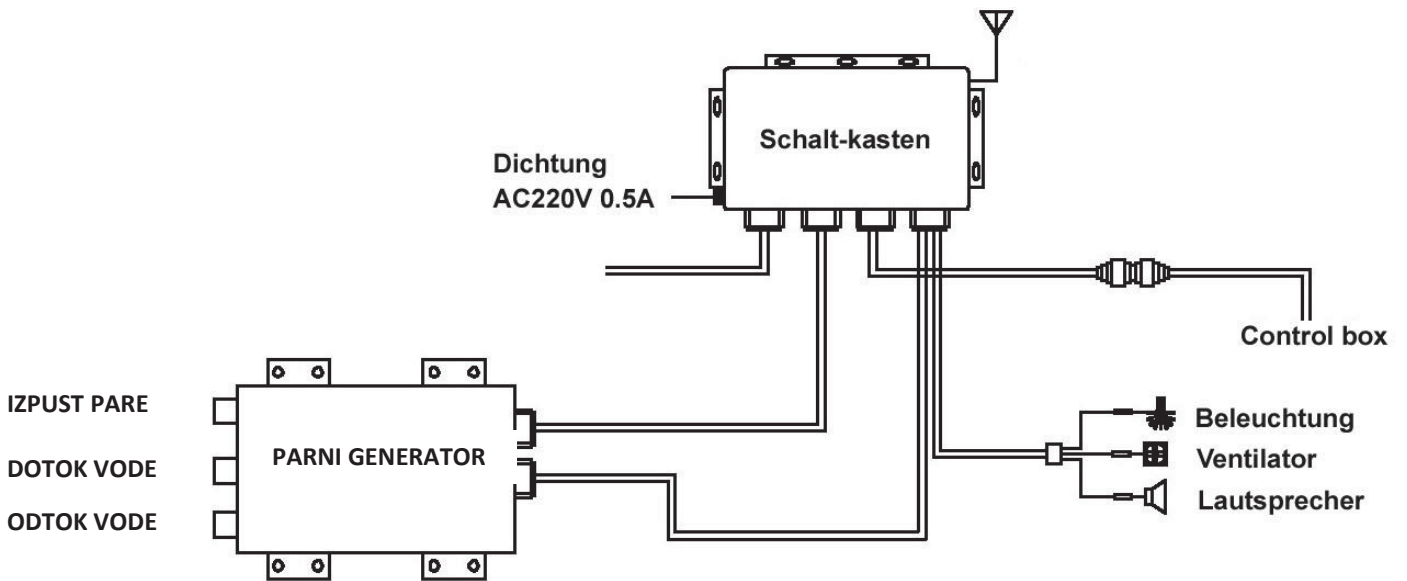 Schalt-kasten
Dichtung
AC220V 0.5A
Control box
IZPUST PARE
DOTOK VODE
ODTOK VODE
PARNI GENERATOR
Beleuchtung
Ventilator
Lautsprecher